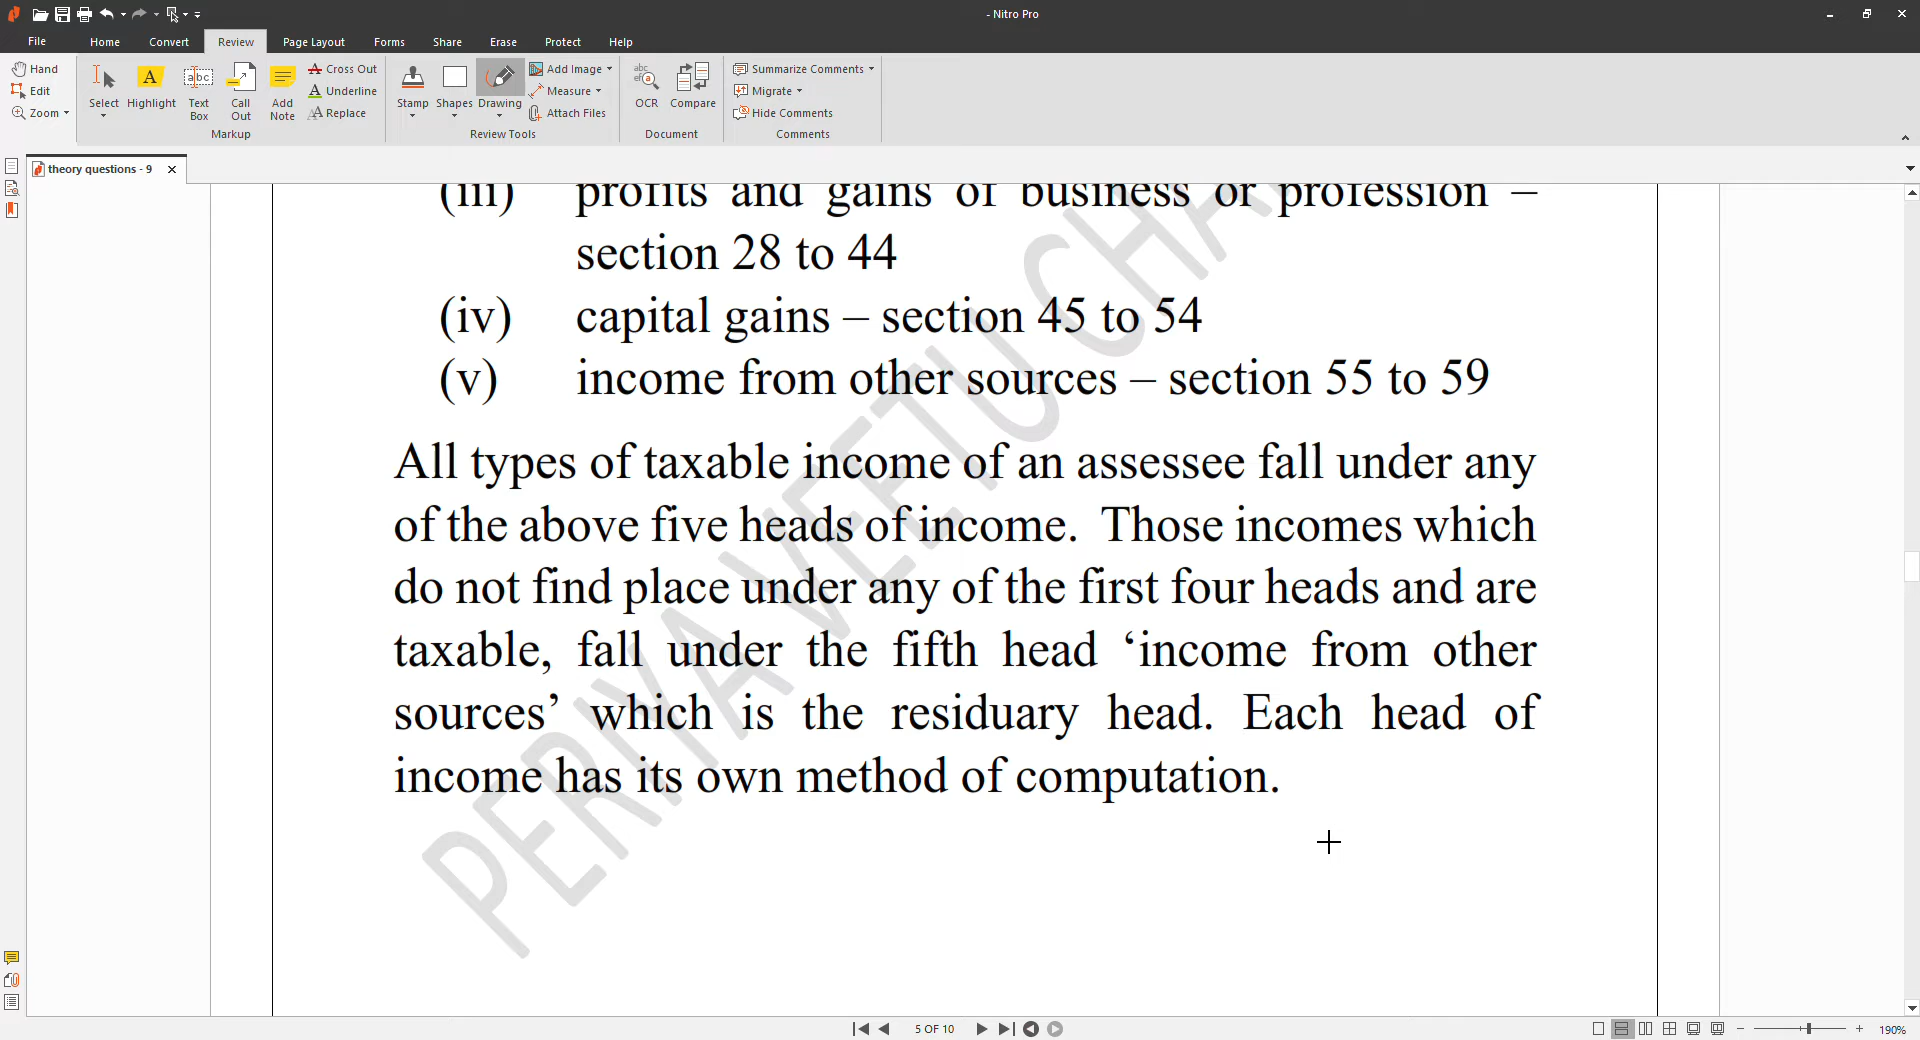 - Nitro Pro
File Home Convert Review Page Layout Forms Share Erase Protect Help
Hand
Edit
Zoom
Select
Highlight
Text Box
Call Out
Add Note
Cross Out
Underline
Replace
Markup
Stamp
Shapes
Drawing
Add Image
Measure
Attach Files
Review Tools
OCR
Compare
Document
Summarize Comments
Migrate
Hide Comments
Comments
theory questions - 9
(iii) profits and gains of business or profession –
section 28 to 44
(iv) capital gains – section 45 to 54
(v) income from other sources – section 55 to 59
All types of taxable income of an assessee fall under any
of the above five heads of income. Those incomes which
do not find place under any of the first four heads and are
taxable, fall under the fifth head ‘income from other
sources’ which is the residuary head. Each head of
income has its own method of computation.
PERIYA VEETU CHA
5 OF 10
190%